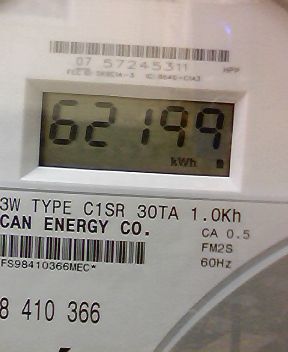 07 57245311
HPP
62199
kWh
3W TYPE C1SR 30TA 1.0Kh
CAN ENERGY CO.
CA 0.5
FM2S
FS98410366MEC*
60Hz
8 410 366